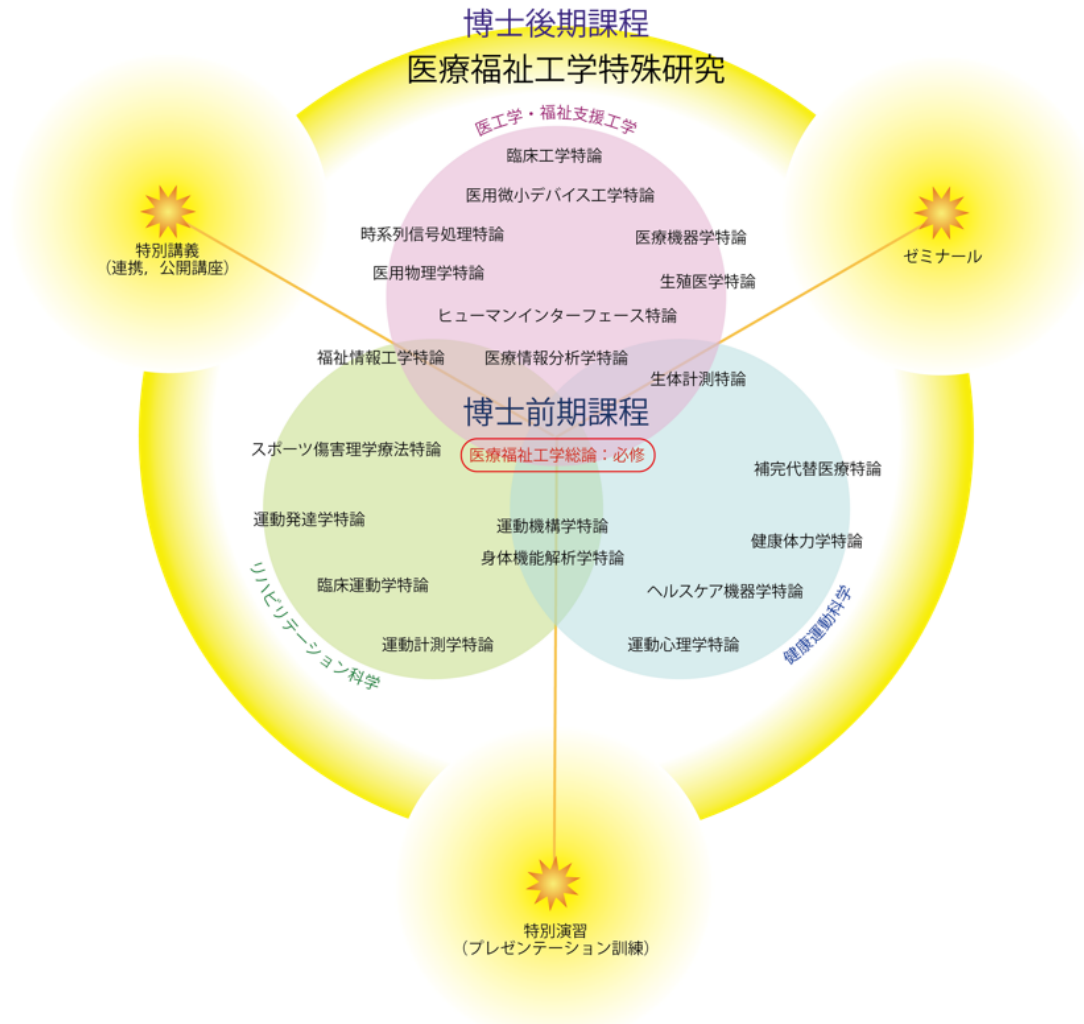 博士後期課程
医療福祉工学特殊研究
医工学・福祉支援工学
臨床工学特論
医用微小デバイス工学特論
時系列信号処理特論
医療機器学特論
医用物理学特論
生殖医学特論
ヒューマンインターフェース特論
特別講義
（連携，公開講座）
ゼミナール
福祉情報工学特論
医療情報分析学特論
生体計測特論
博士前期課程
医療福祉工学総論：必修
スポーツ傷害理学療法特論
補完代替医療特論
運動発達学特論
運動機構学特論
健康体力学特論
身体機能解析学特論
臨床運動学特論
ヘルスケア機器学特論
運動計測学特論
運動心理学特論
リハビリテーション科学
健康運動科学
特別演習
（プレゼンテーション訓練）